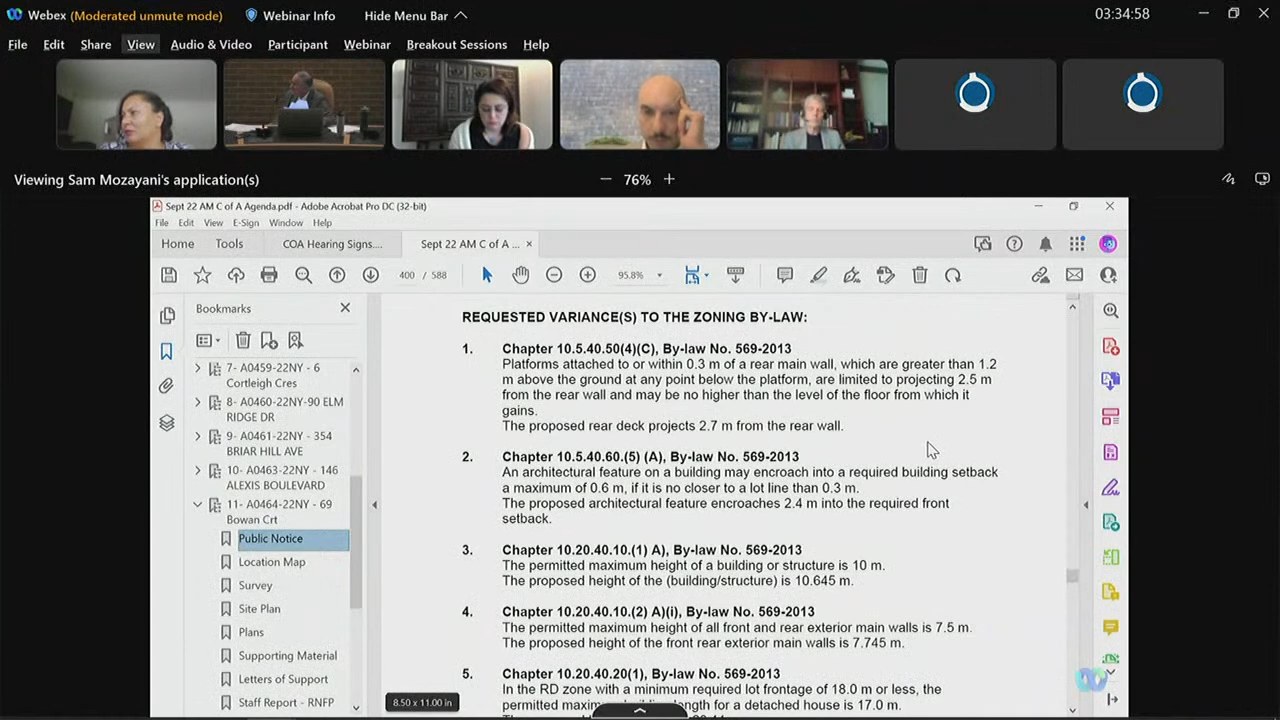 Webex (Moderated unmute mode) Webinar Info Hide Menu Bar 03:34:58
File Edit Share View Audio & Video Participant Webinar Breakout Sessions Help
Viewing Sam Mozayani's application(s) 76%
Sept 22 AM C of A Agenda.pdf - Adobe Acrobat Pro DC (32-bit)
File Edit View E-Sign Window Help
Home Tools COA Hearing Signs.... Sept 22 AM C of A ... ×
400 / 588 95.8%
Bookmarks
7- A0459-22NY - 6
Cortleigh Cres
8- A0460-22NY-90 ELM
RIDGE DR
9- A0461-22NY - 354
BRIAR HILL AVE
10- A0463-22NY - 146
ALEXIS BOULEVARD
11- A0464-22NY - 69
Bowan Crt
Public Notice
Location Map
Survey
Site Plan
Plans
Supporting Material
Letters of Support
Staff Report - RNFP
REQUESTED VARIANCE(S) TO THE ZONING BY-LAW:
1. Chapter 10.5.40.50(4)(C), By-law No. 569-2013
Platforms attached to or within 0.3 m of a rear main wall, which are greater than 1.2
m above the ground at any point below the platform, are limited to projecting 2.5 m
from the rear wall and may be no higher than the level of the floor from which it
gains.
The proposed rear deck projects 2.7 m from the rear wall.
2. Chapter 10.5.40.60.(5) (A), By-law No. 569-2013
An architectural feature on a building may encroach into a required building setback
a maximum of 0.6 m, if it is no closer to a lot line than 0.3 m.
The proposed architectural feature encroaches 2.4 m into the required front
setback.
3. Chapter 10.20.40.10.(1) A), By-law No. 569-2013
The permitted maximum height of a building or structure is 10 m.
The proposed height of the (building/structure) is 10.645 m.
4. Chapter 10.20.40.10.(2) A)(i), By-law No. 569-2013
The permitted maximum height of all front and rear exterior main walls is 7.5 m.
The proposed height of the front rear exterior main walls is 7.745 m.
5. Chapter 10.20.40.20(1), By-law No. 569-2013
In the RD zone with a minimum required lot frontage of 18.0 m or less, the
permitted for a detached house is 17.0 m.
8.50 x 11.00 in